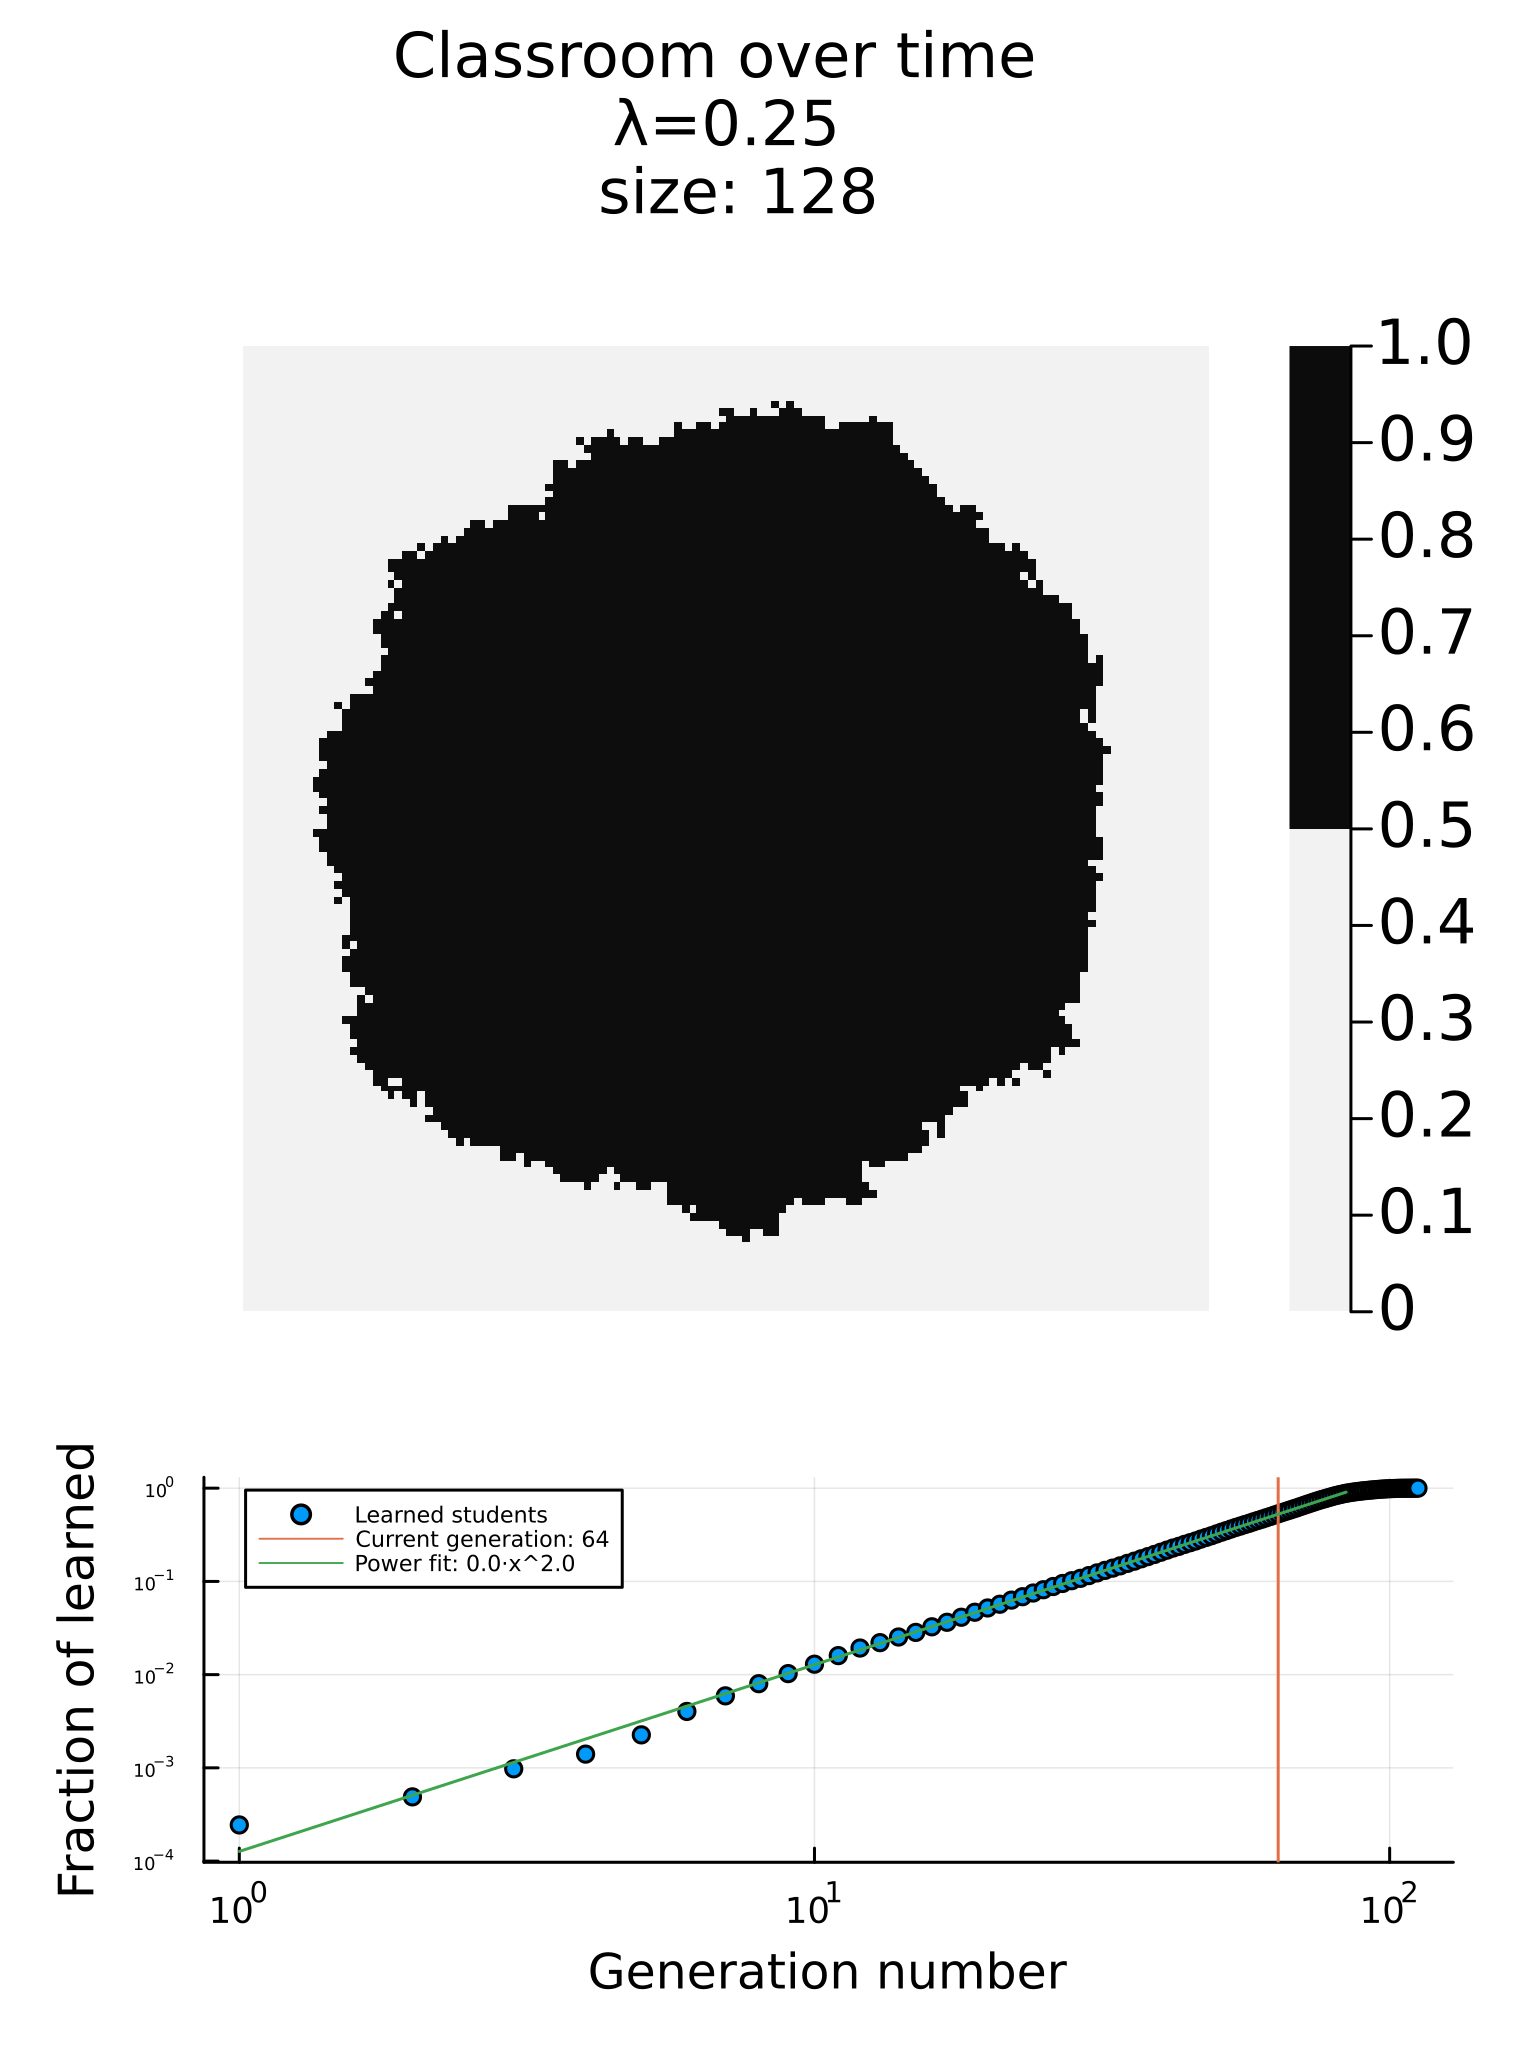 Classroom over time
λ=0.25
size: 128
1.0
0.9
0.8
0.7
0.6
0.5
0.4
0.3
0.2
0.1
0
Fraction of learned
10⁰
10⁻¹
10⁻²
10⁻³
10⁻⁴
Learned students
Current generation: 64
Power fit: 0.0·x^2.0
10⁰ 10¹ 10²
Generation number